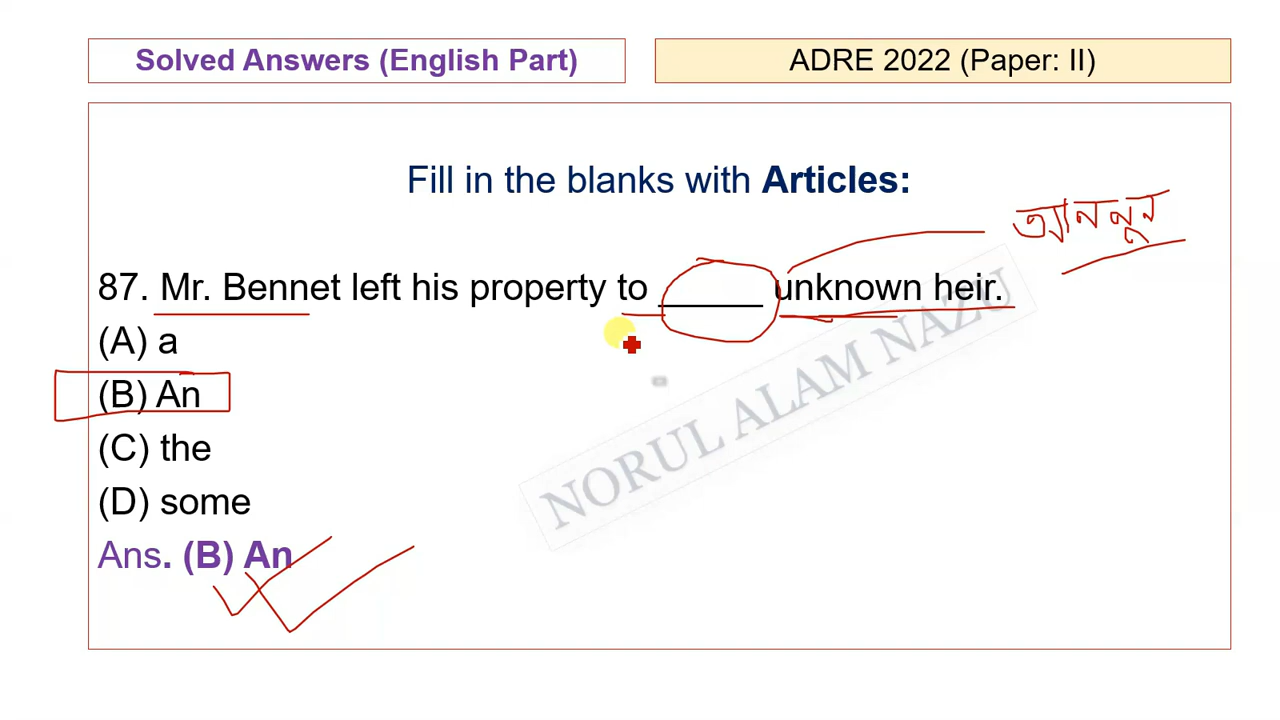 Solved Answers (English Part)
ADRE 2022 (Paper: II)
Fill in the blanks with Articles:
87. Mr. Bennet left his property to ______ unknown heir.
(A) a
(B) An
(C) the
(D) some
Ans. (B) An
NORUL ALAM NAZU